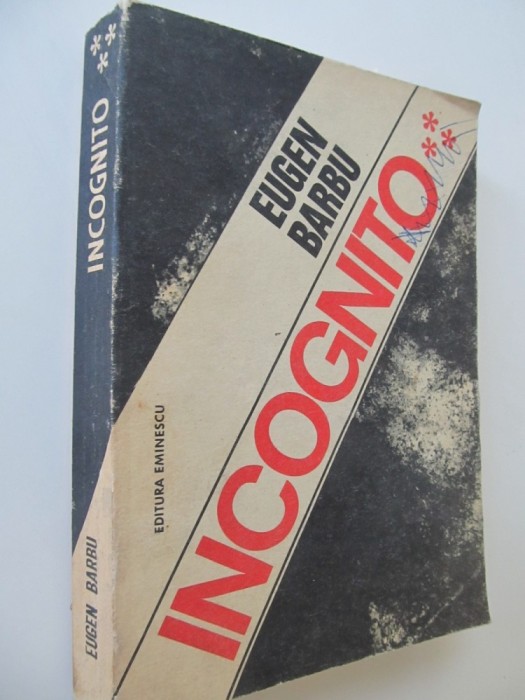 EUGEN
BARBU
INCOGNITO ***
EDITURA EMINESCU
INCOGNITO ***
EUGEN BARBU